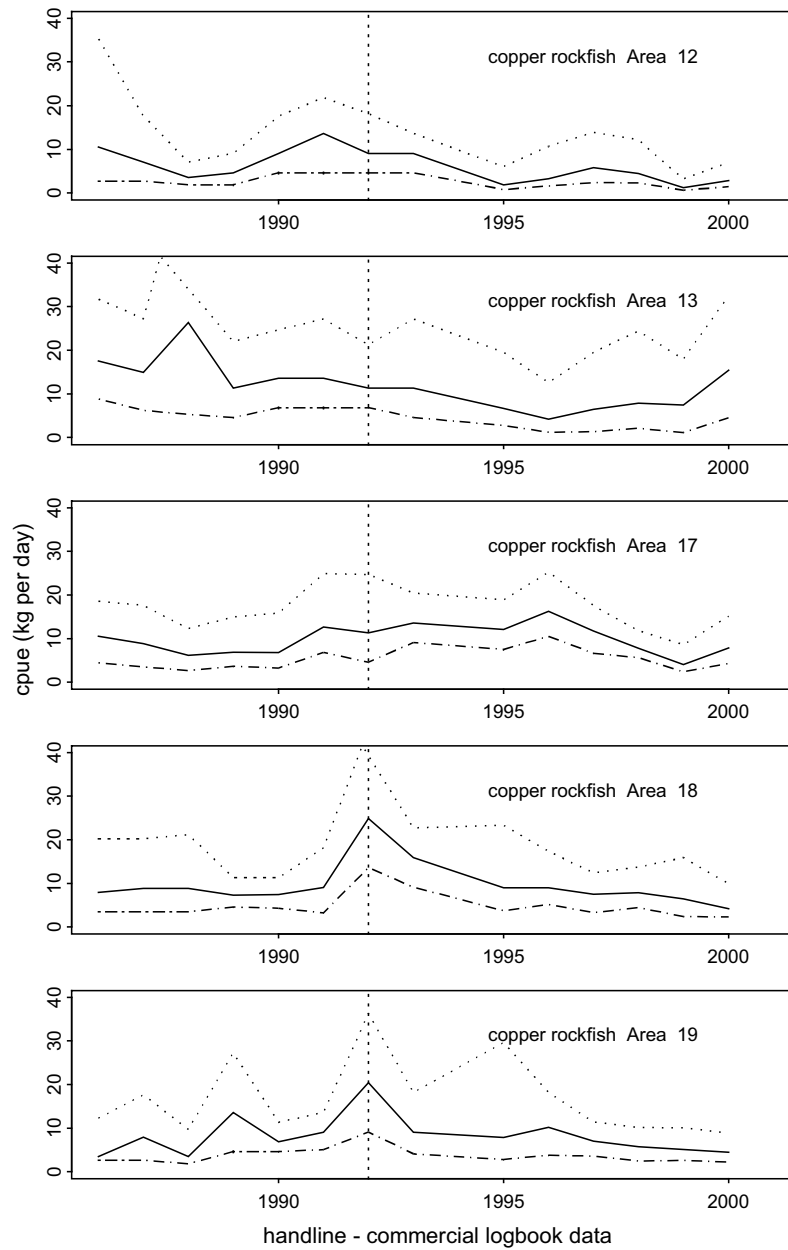 copper rockfish Area 12
0 10 20 30 40
1990 1995 2000
copper rockfish Area 13
0 10 20 30 40
1990 1995 2000
copper rockfish Area 17
0 10 20 30 40
1990 1995 2000
cpue (kg per day)
copper rockfish Area 18
0 10 20 30 40
1990 1995 2000
copper rockfish Area 19
0 10 20 30 40
1990 1995 2000
handline - commercial logbook data